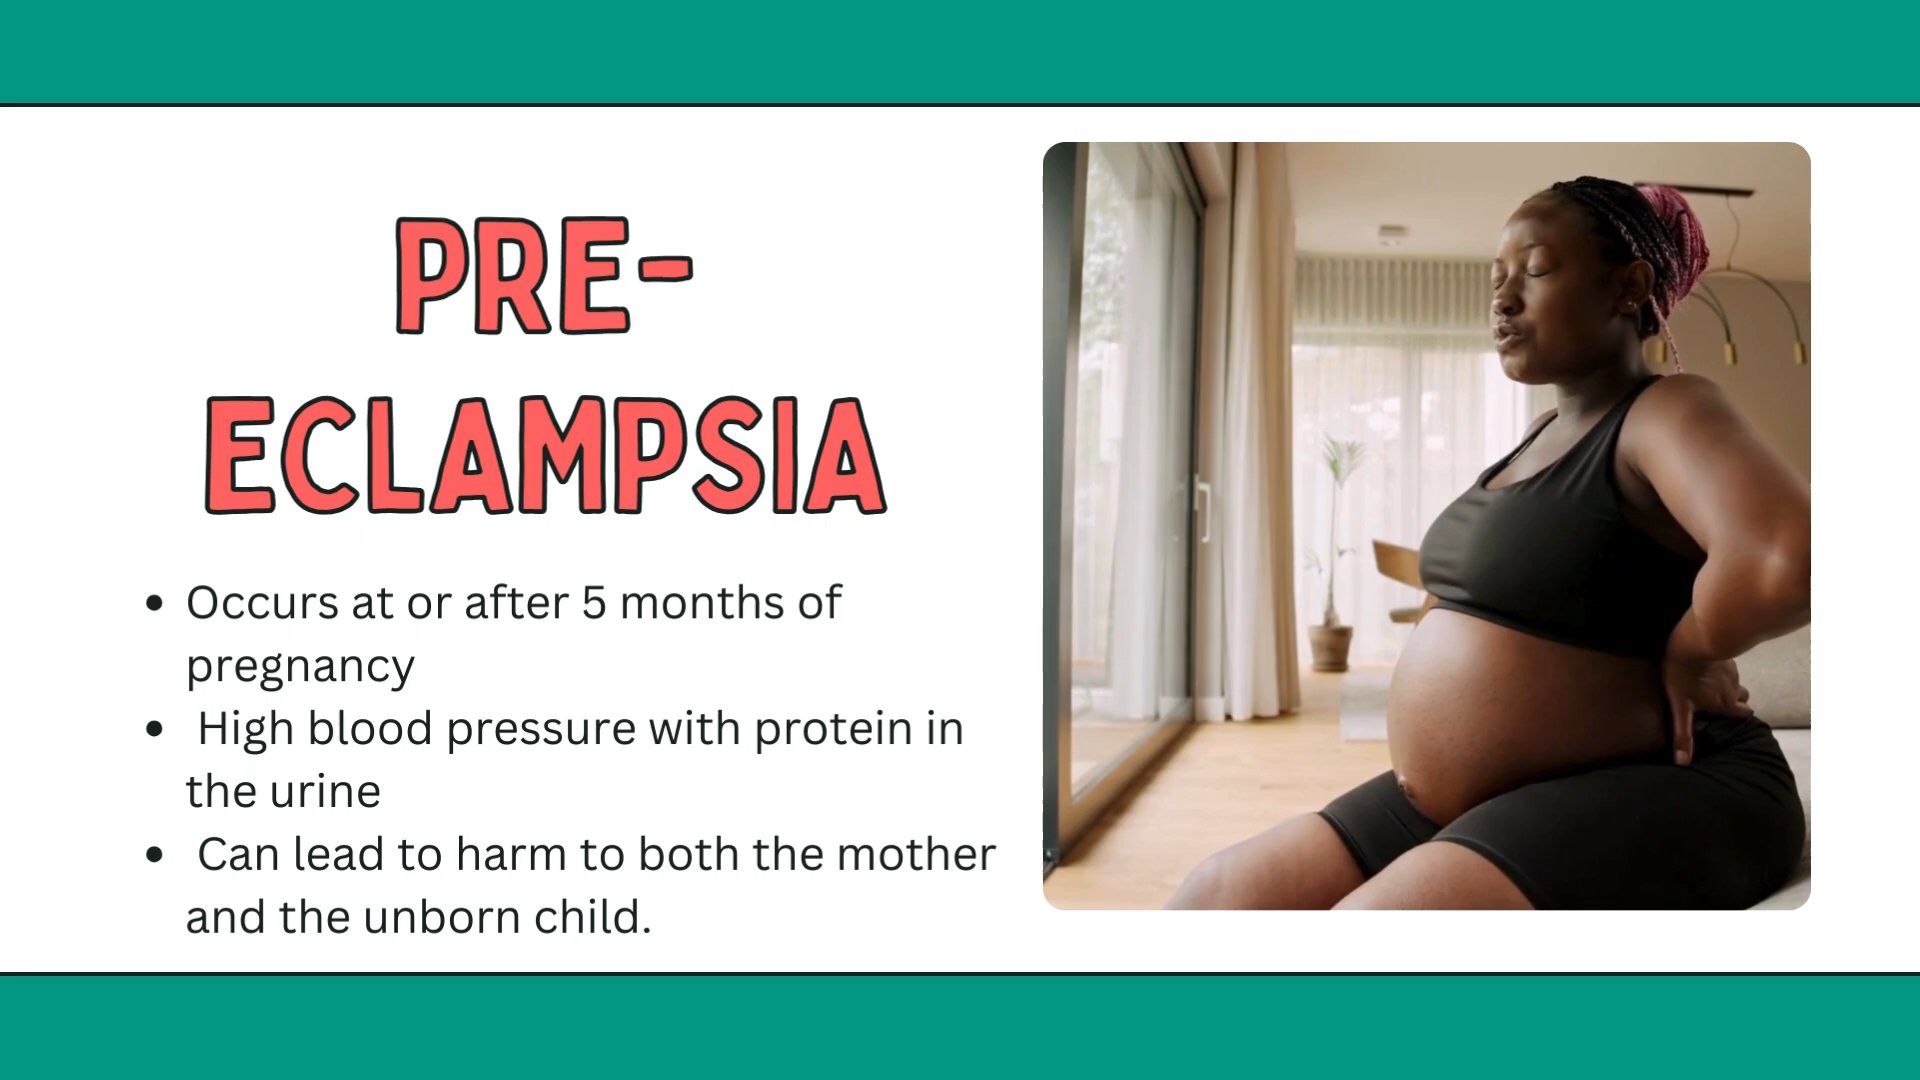 PRE-
ECLAMPSIA
• Occurs at or after 5 months of
pregnancy
• High blood pressure with protein in
the urine
• Can lead to harm to both the mother
and the unborn child.